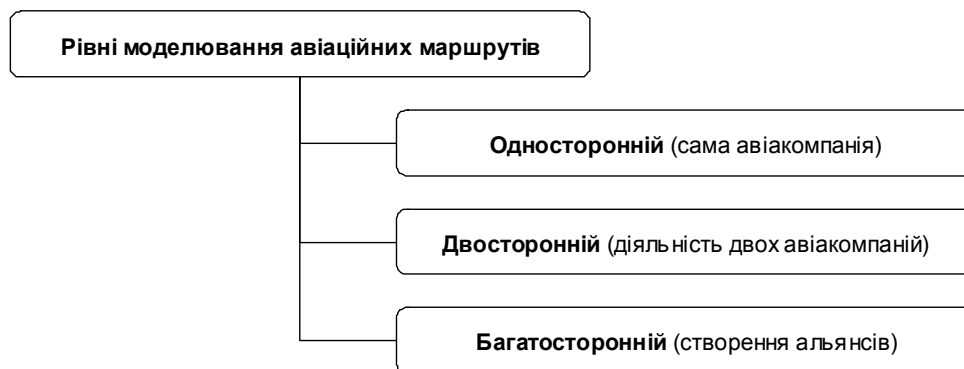 Рівні моделювання авіаційних маршрутів
Односторонній (сама авіакомпанія)
Двосторонній (діяльність двох авіакомпаній)
Багатосторонній (створення альянсів)